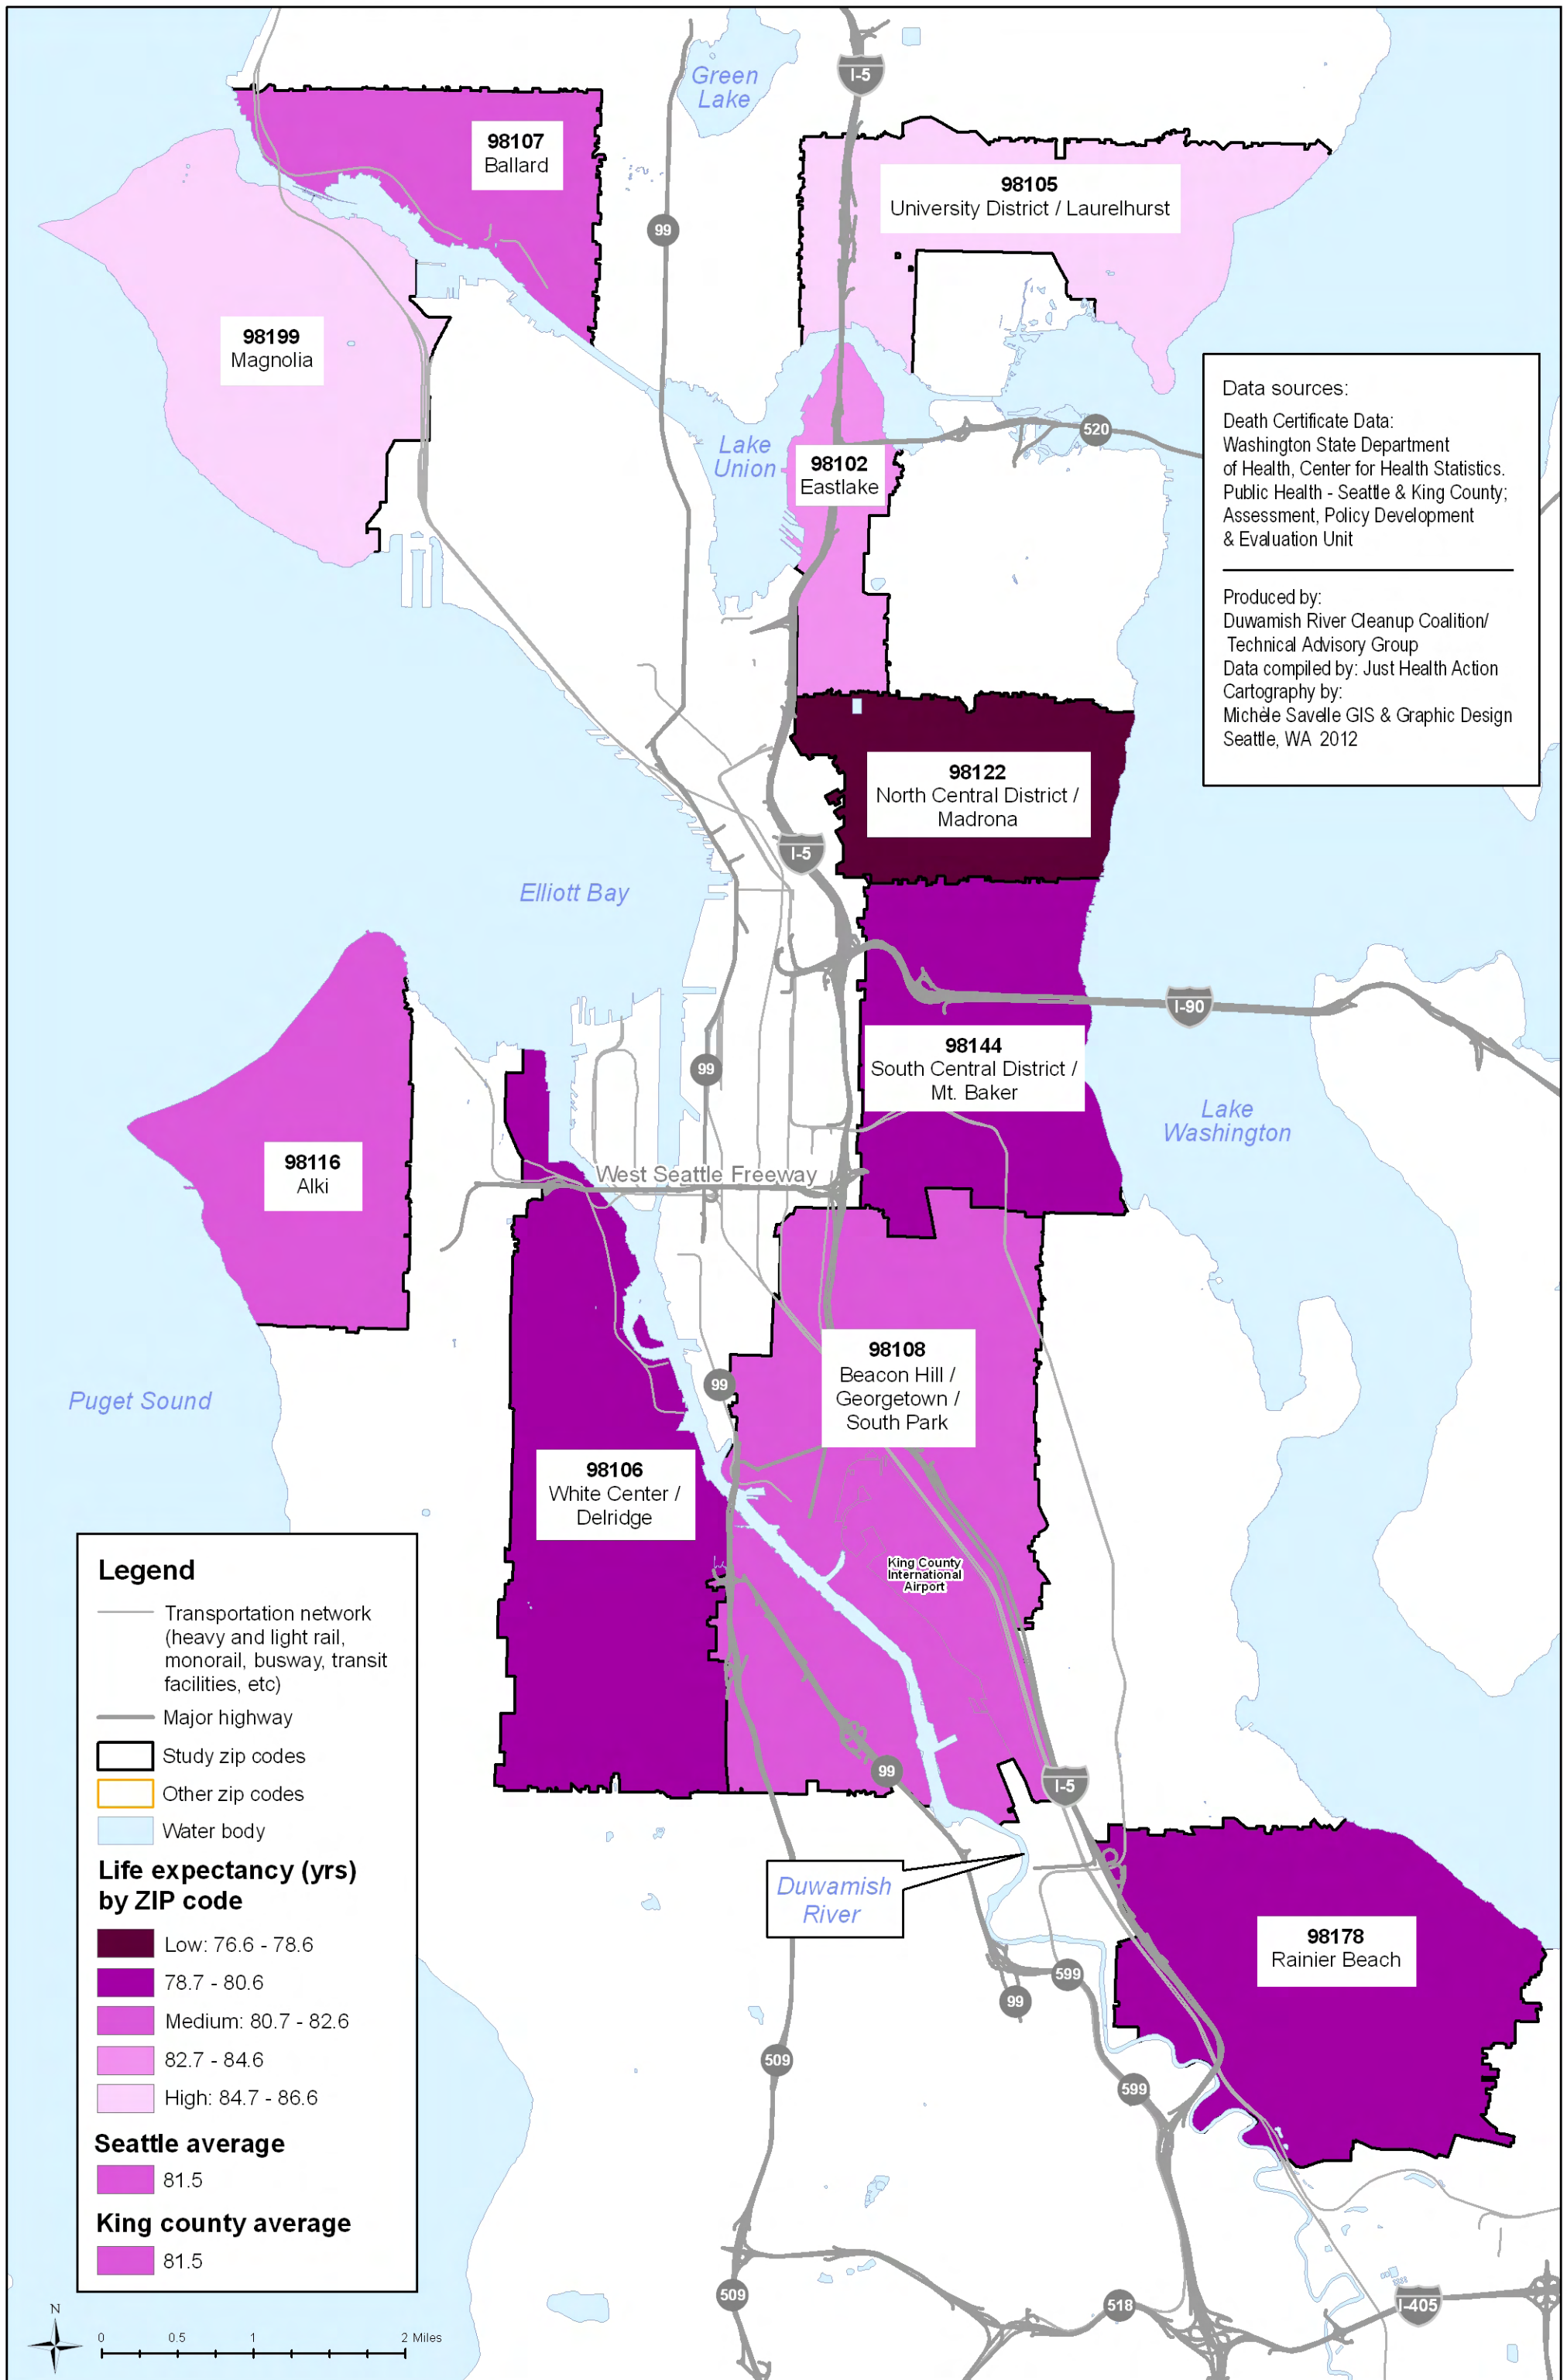 Green
Lake
I-5
98107
Ballard
98105
University District / Laurelhurst
99
98199
Magnolia
Data sources:
Death Certificate Data:
Washington State Department
of Health, Center for Health Statistics.
Public Health - Seattle & King County;
Assessment, Policy Development
& Evaluation Unit
Produced by:
Duwamish River Cleanup Coalition/
Technical Advisory Group
Data compiled by: Just Health Action
Cartography by:
Michèle Savelle GIS & Graphic Design
Seattle, WA 2012
520
Lake
Union
98102
Eastlake
98122
North Central District /
Madrona
I-5
Elliott Bay
I-90
98144
South Central District /
Mt. Baker
99
Lake
Washington
98116
Alki
West Seattle Freeway
98108
Beacon Hill /
Georgetown /
South Park
99
Puget Sound
98106
White Center /
Delridge
King County
International
Airport
99
I-5
Duwamish
River
98178
Rainier Beach
599
99
509
599
509
518
I-405
Legend
Transportation network
(heavy and light rail,
monorail, busway, transit
facilities, etc)
Major highway
Study zip codes
Other zip codes
Water body
Life expectancy (yrs)
by ZIP code
Low: 76.6 - 78.6
78.7 - 80.6
Medium: 80.7 - 82.6
82.7 - 84.6
High: 84.7 - 86.6
Seattle average
81.5
King county average
81.5
N
0 0.5 1 2 Miles